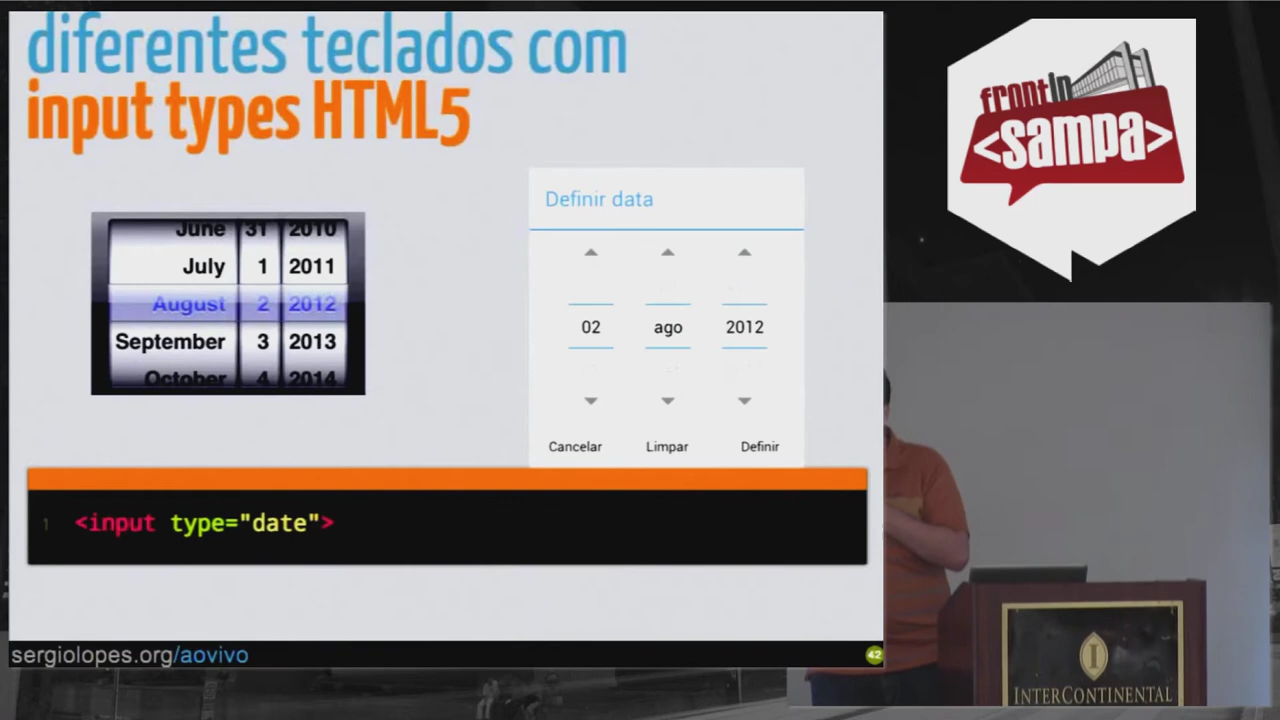 diferentes teclados com
input types HTML5
June 31 2010
July 1 2011
August 2 2012
September 3 2013
October 4 2014
Definir data
02 ago 2012
Cancelar Limpar Definir
1 <input type="date">
sergiolopes.org/aovivo
42
frontin
<sampa>
I
INTERCONTINENTAL